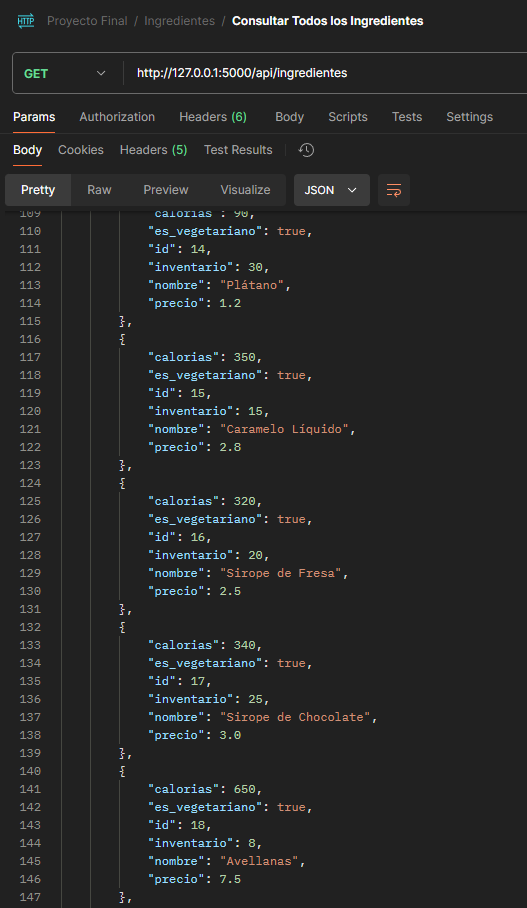 HTTP Proyecto Final / Ingredientes / Consultar Todos los Ingredientes
GET http://127.0.0.1:5000/api/ingredientes
Params Authorization Headers (6) Body Scripts Tests Settings
Body Cookies Headers (5) Test Results
Pretty Raw Preview Visualize JSON
109 "calorias": 90,
110 "es_vegetariano": true,
111 "id": 14,
112 "inventario": 30,
113 "nombre": "Plátano",
114 "precio": 1.2
115 },
116 {
117 "calorias": 350,
118 "es_vegetariano": true,
119 "id": 15,
120 "inventario": 15,
121 "nombre": "Caramelo Líquido",
122 "precio": 2.8
123 },
124 {
125 "calorias": 320,
126 "es_vegetariano": true,
127 "id": 16,
128 "inventario": 20,
129 "nombre": "Sirope de Fresa",
130 "precio": 2.5
131 },
132 {
133 "calorias": 340,
134 "es_vegetariano": true,
135 "id": 17,
136 "inventario": 25,
137 "nombre": "Sirope de Chocolate",
138 "precio": 3.0
139 },
140 {
141 "calorias": 650,
142 "es_vegetariano": true,
143 "id": 18,
144 "inventario": 8,
145 "nombre": "Avellanas",
146 "precio": 7.5
147 },